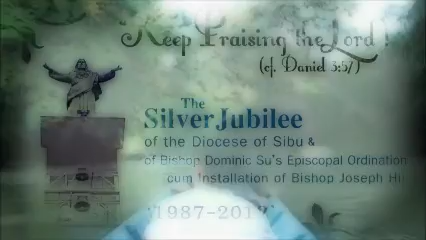 Keep Praising the Lord !
(cf. Daniel 3:57)
The
Silver Jubilee
of the Diocese of Sibu &
of Bishop Dominic Su's Episcopal Ordination
cum Installation of Bishop Joseph Hii
1987-2012